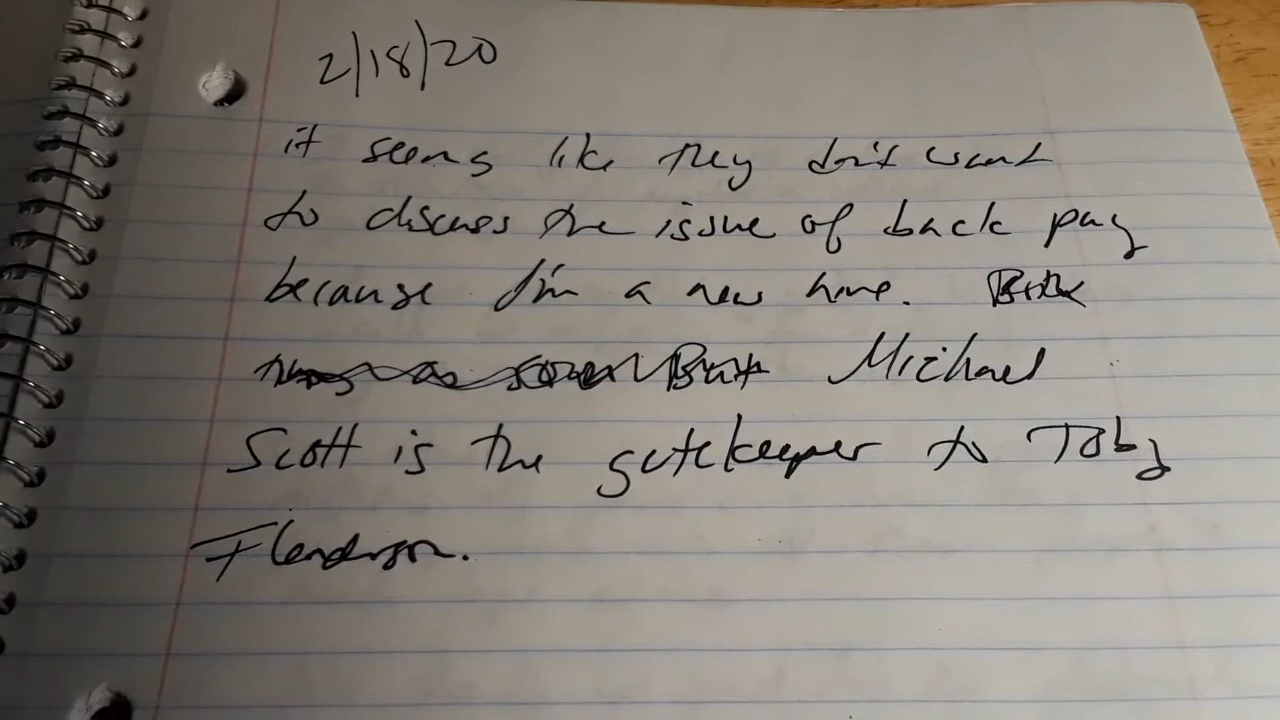 2/18/20
it seems like they don't want
to discuss the issue of back pay
because I'm a new hire.
Michael
Scott is the gatekeeper to Toby
Flenderson.